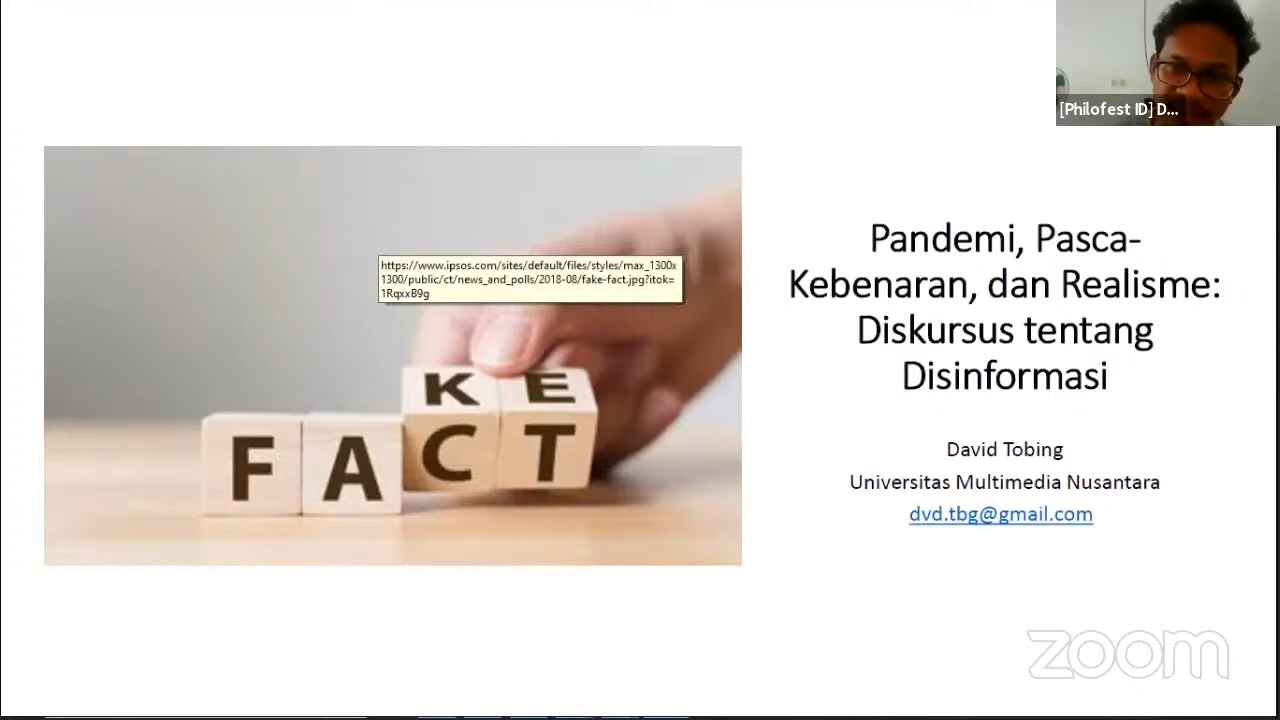 [Philofest ID] D...
https://www.ipsos.com/sites/default/files/styles/max_1300x
1300/public/ct/news_and_polls/2018-08/fake-fact.jpg?itok=
1RqxxB9g
K E
F A C T
Pandemi, Pasca-
Kebenaran, dan Realisme:
Diskursus tentang
Disinformasi
David Tobing
Universitas Multimedia Nusantara
dvd.tbg@gmail.com
zoom